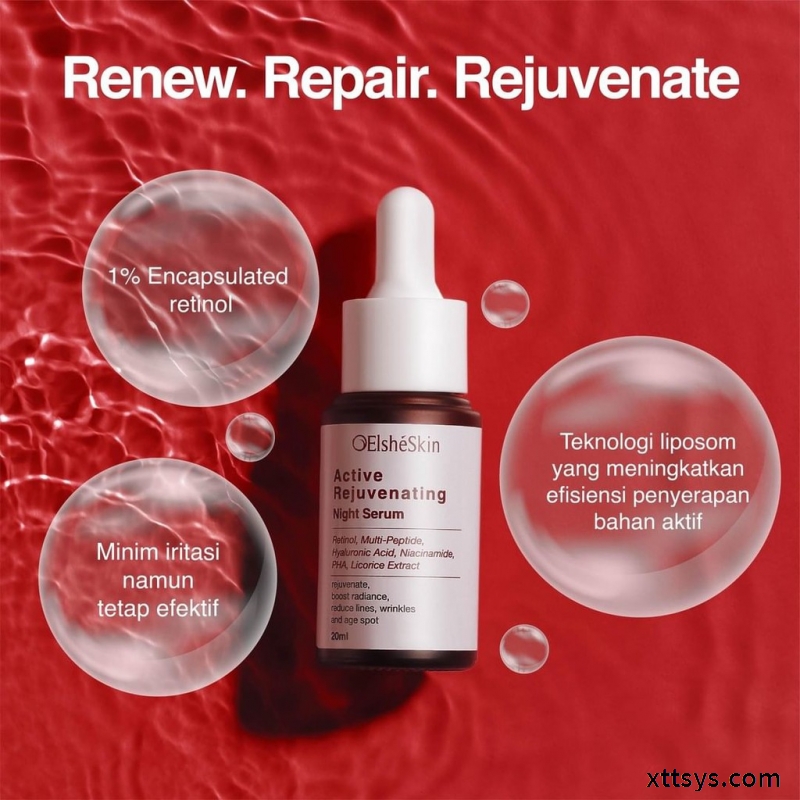 Renew. Repair. Rejuvenate
1% Encapsulated
retinol
Teknologi liposom
yang meningkatkan
efisiensi penyerapan
bahan aktif
Minim iritasi
namun
tetap efektif
ElshéSkin
Active
Rejuvenating
Night Serum
Retinol, Multi-Peptide,
Hyaluronic Acid, Niacinamide,
PHA, Licorice Extract
rejuvenate,
boost radiance,
reduce lines, wrinkles
and age spot
20ml
xttsys.com